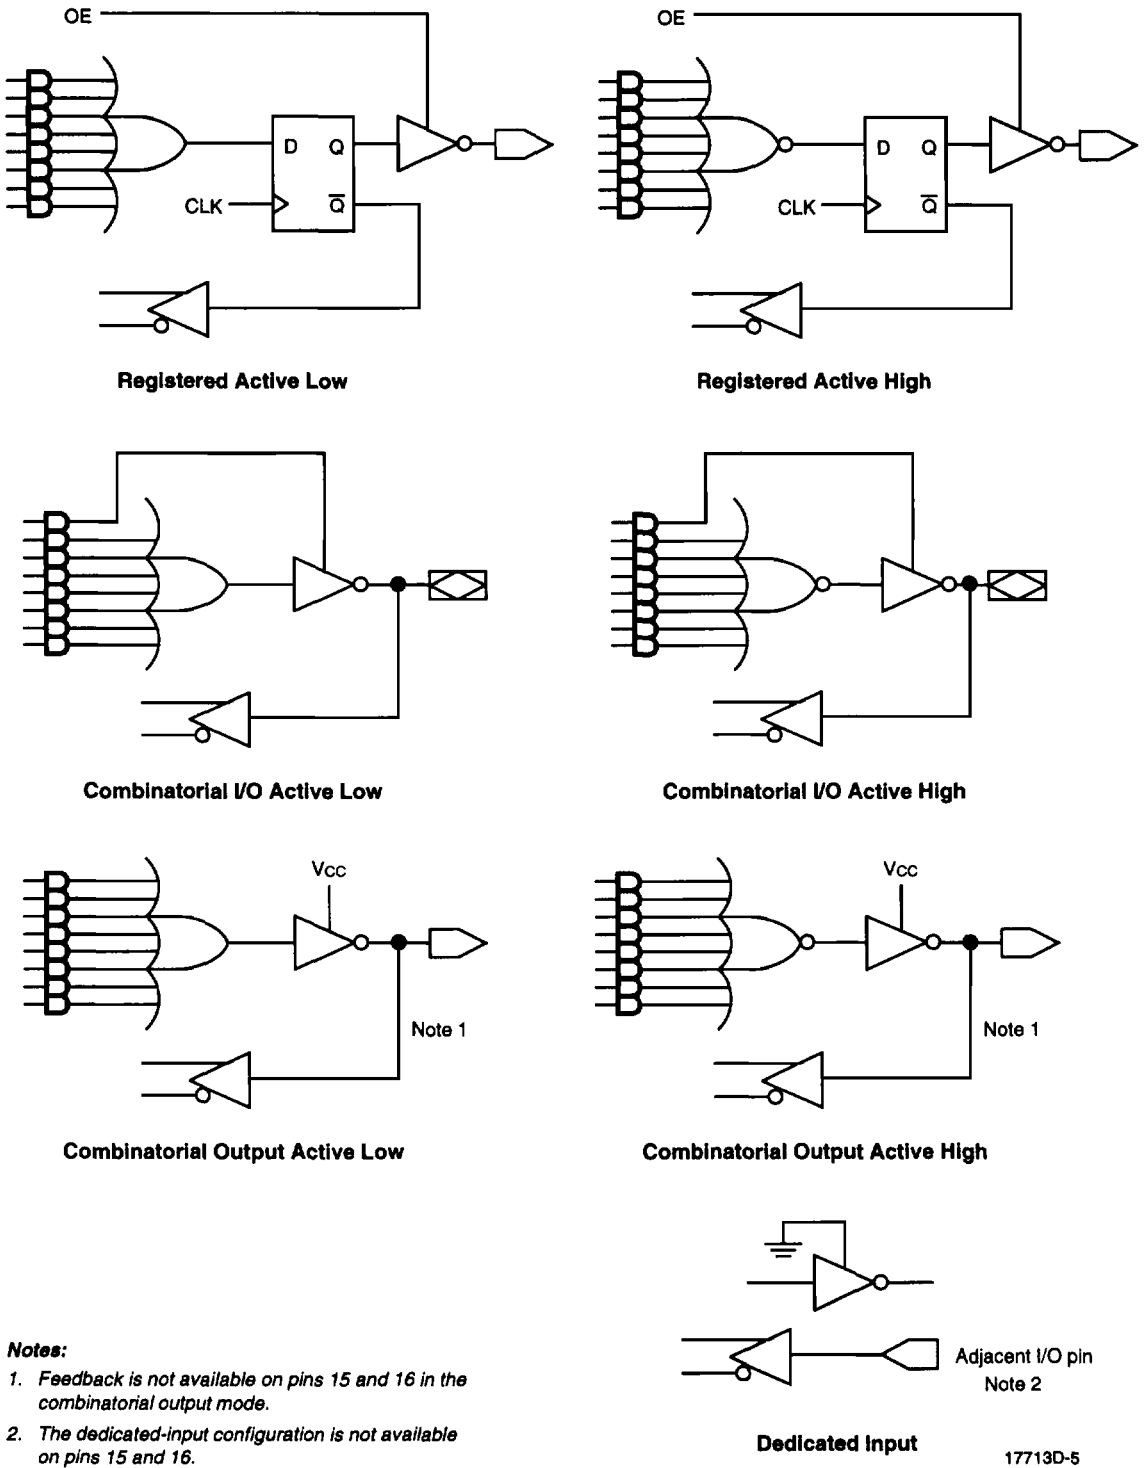 OE
OE
D Q
CLK
Q
D Q
CLK
Q
Registered Active Low
Registered Active High
Combinatorial I/O Active Low
Combinatorial I/O Active High
VCC
VCC
Note 1
Note 1
Combinatorial Output Active Low
Combinatorial Output Active High
Notes:
1. Feedback is not available on pins 15 and 16 in the
combinatorial output mode.
2. The dedicated-input configuration is not available
on pins 15 and 16.
Adjacent I/O pin
Note 2
Dedicated Input
17713D-5